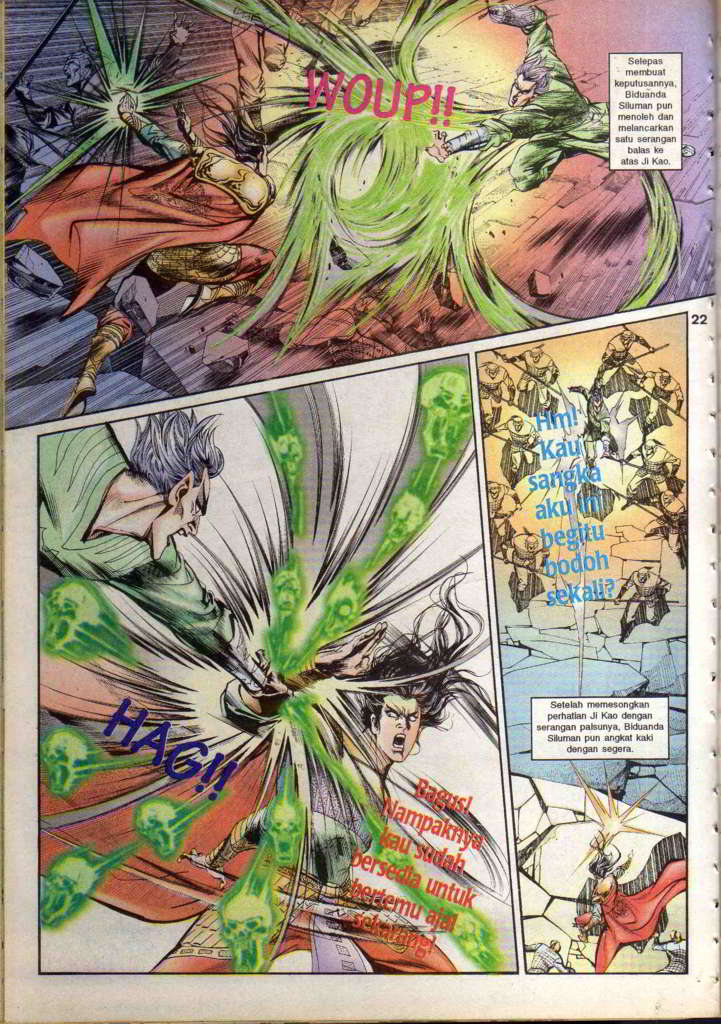 WOUP!!
Selepas
membuat
keputusannya,
Biduanda
Siluman pun
menoleh dan
melancarkan
satu serangan
balas ke
atas Ji Kao.
22
HAG!!
Bagus!
Nampaknya
kau sudah
bersedia untuk
bertemu ajal
sekarang!
Hm!
Kau
sangka
aku ini
begitu
bodoh
sekali?
Setelah memesongkan
perhatian Ji Kao dengan
serangan palsunya, Biduanda
Siluman pun angkat kaki
dengan segera.